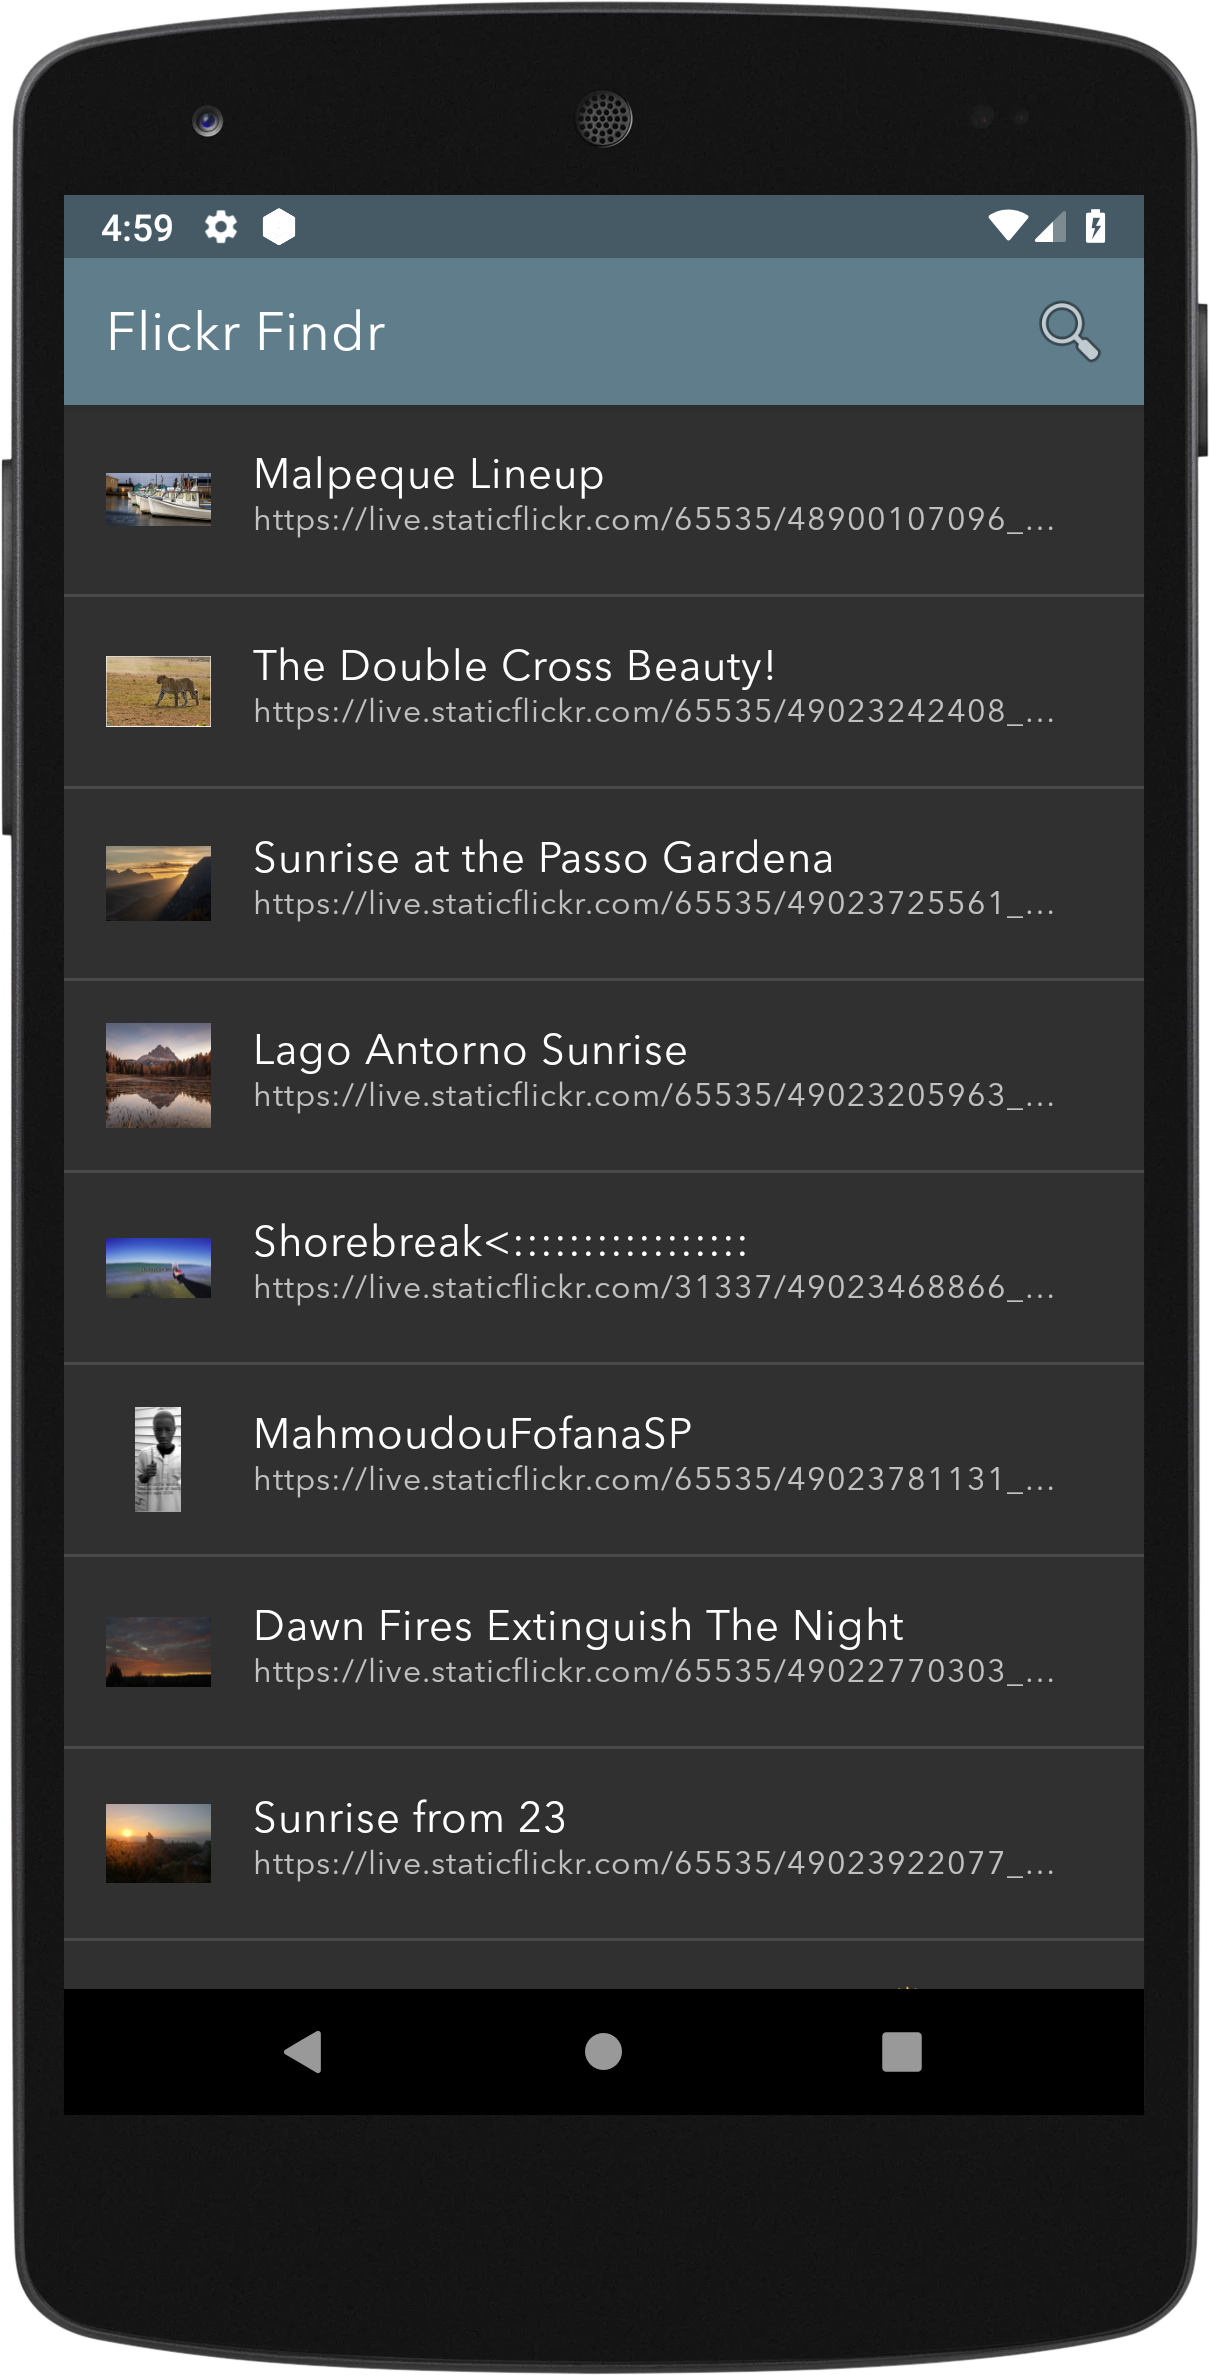 4:59
Flickr Findr
Malpeque Lineup
https://live.staticflickr.com/65535/48900107096_...
The Double Cross Beauty!
https://live.staticflickr.com/65535/49023242408_...
Sunrise at the Passo Gardena
https://live.staticflickr.com/65535/49023725561_...
Lago Antorno Sunrise
https://live.staticflickr.com/65535/49023205963_...
Shorebreak<:::::::::::::::::
https://live.staticflickr.com/31337/49023468866_...
MahmoudouFofanaSP
https://live.staticflickr.com/65535/49023781131_...
Dawn Fires Extinguish The Night
https://live.staticflickr.com/65535/49022770303_...
Sunrise from 23
https://live.staticflickr.com/65535/49023922077_...